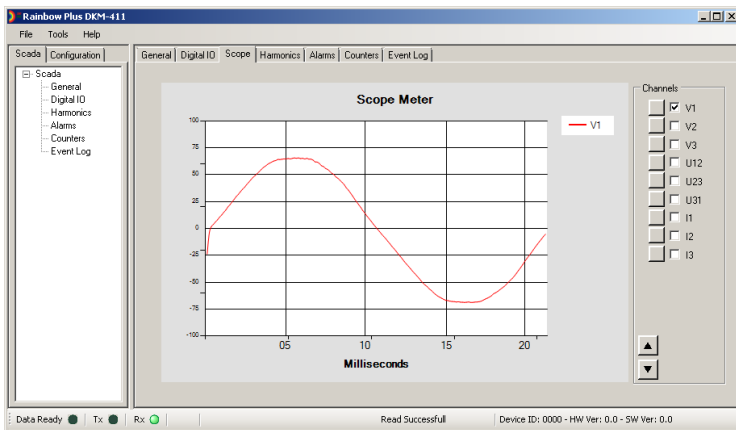 Rainbow Plus DKM-411
File Tools Help
Scada Configuration
General Digital IO Scope Harmonics Alarms Counters Event Log
Scada
General
Digital IO
Harmonics
Alarms
Counters
Event Log
Scope Meter
100
75
50
25
0
-25
-50
-75
-100
05 10 15 20
Milliseconds
V1
Channels
V1
V2
V3
U12
U23
U31
I1
I2
I3
Data Ready Tx Rx Read Successfull Device ID: 0000 - HW Ver: 0.0 - SW Ver: 0.0